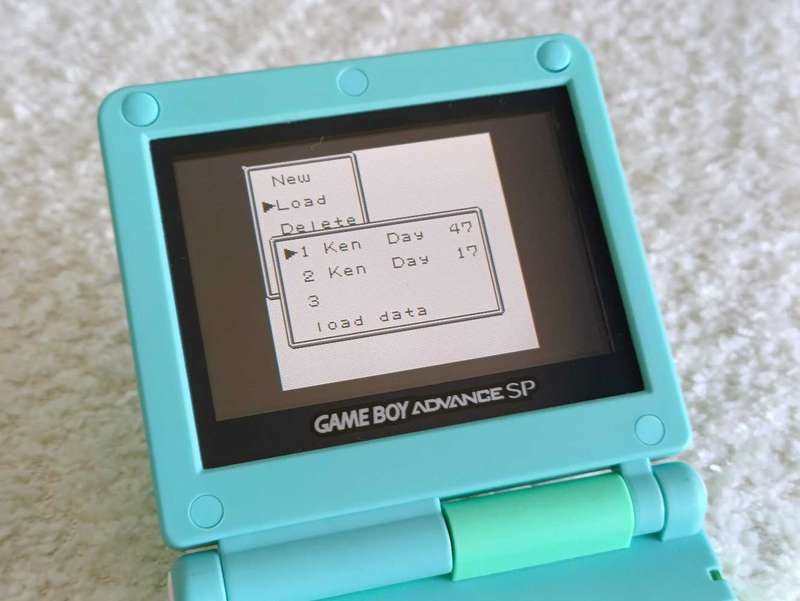 New
▶Load
Delete
▶1 Ken Day 47
2 Ken Day 17
3
load data
GAME BOY ADVANCE SP